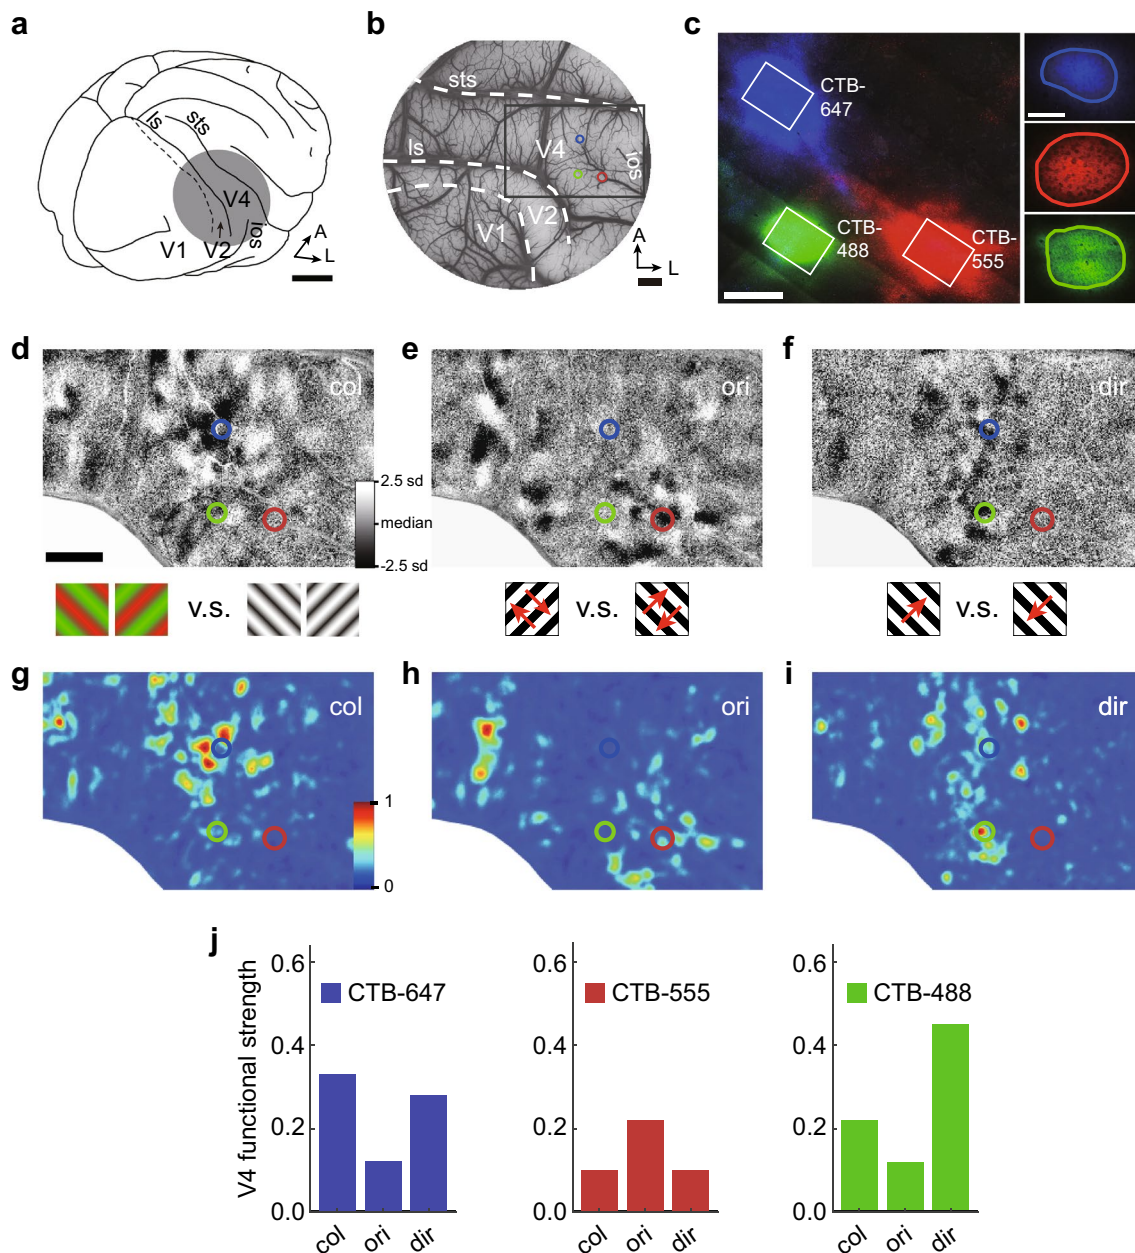 a
ls
sts
V4
V1
V2
ios
A
L
b
sts
ls
V4
ios
V2
V1
A
L
c
CTB-
647
CTB-
488
CTB-
555
d
col
2.5 sd
median
-2.5 sd
v.s.
e
ori
v.s.
f
dir
v.s.
g
col
1
0
h
ori
i
dir
j
V4 functional strength
0.6
0.4
0.2
0.0
CTB-647
col
ori
dir
0.6
0.4
0.2
0.0
CTB-555
col
ori
dir
0.6
0.4
0.2
0.0
CTB-488
col
ori
dir